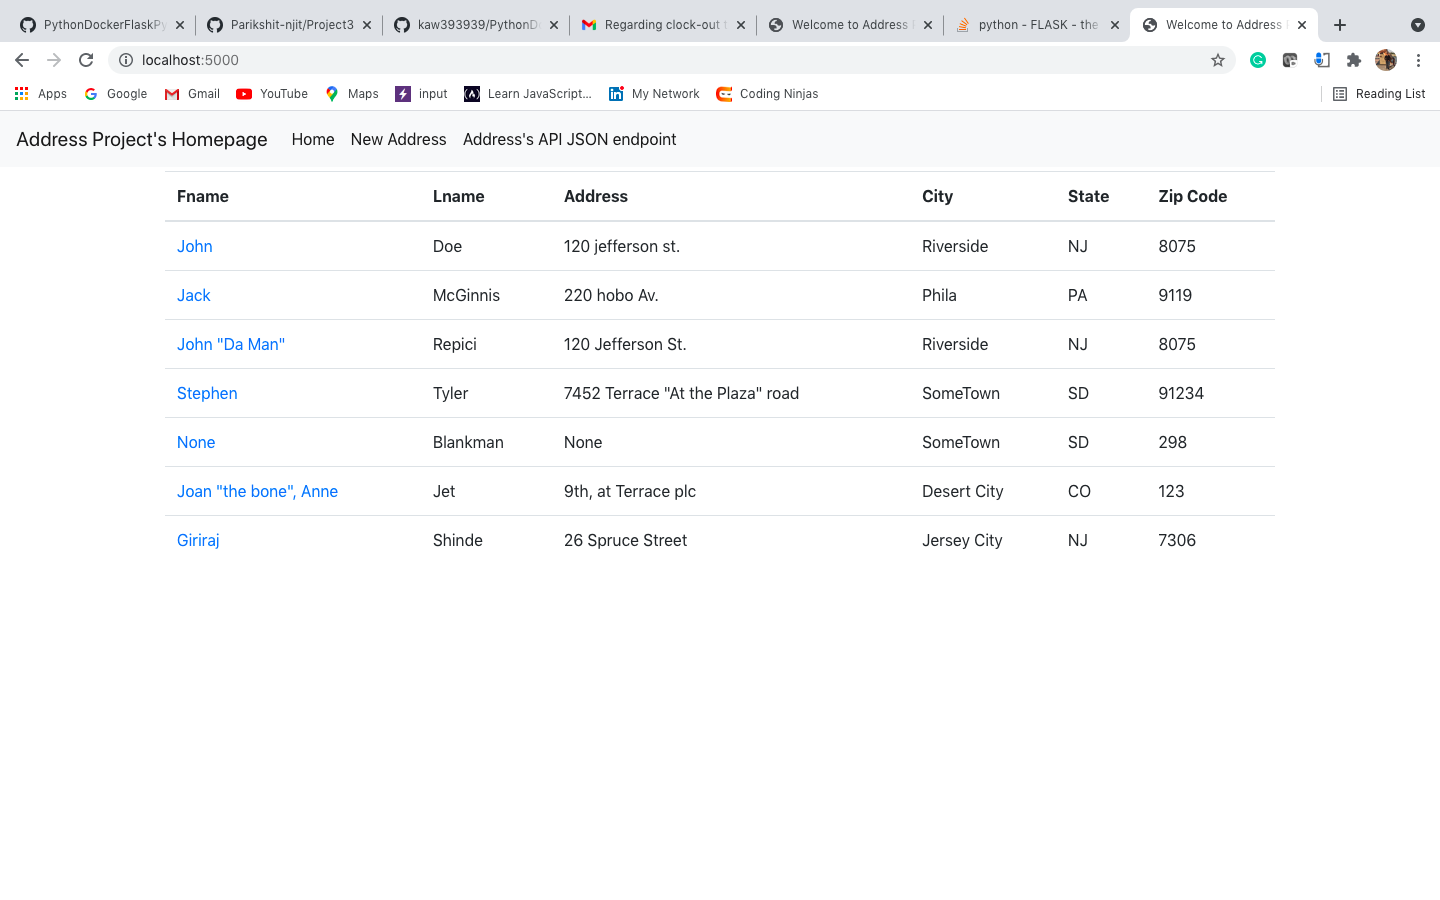 PythonDockerFlaskPy Parikshit-njit/Project3 kaw393939/PythonDo Regarding clock-out Welcome to Address python - FLASK - the Welcome to Address
localhost:5000
Apps Google Gmail YouTube Maps input Learn JavaScript... My Network Coding Ninjas Reading List
Address Project's Homepage Home New Address Address's API JSON endpoint
Fname Lname Address City State Zip Code
John Doe 120 jefferson st. Riverside NJ 8075
Jack McGinnis 220 hobo Av. Phila PA 9119
John "Da Man" Repici 120 Jefferson St. Riverside NJ 8075
Stephen Tyler 7452 Terrace "At the Plaza" road SomeTown SD 91234
None Blankman None SomeTown SD 298
Joan "the bone", Anne Jet 9th, at Terrace plc Desert City CO 123
Giriraj Shinde 26 Spruce Street Jersey City NJ 7306